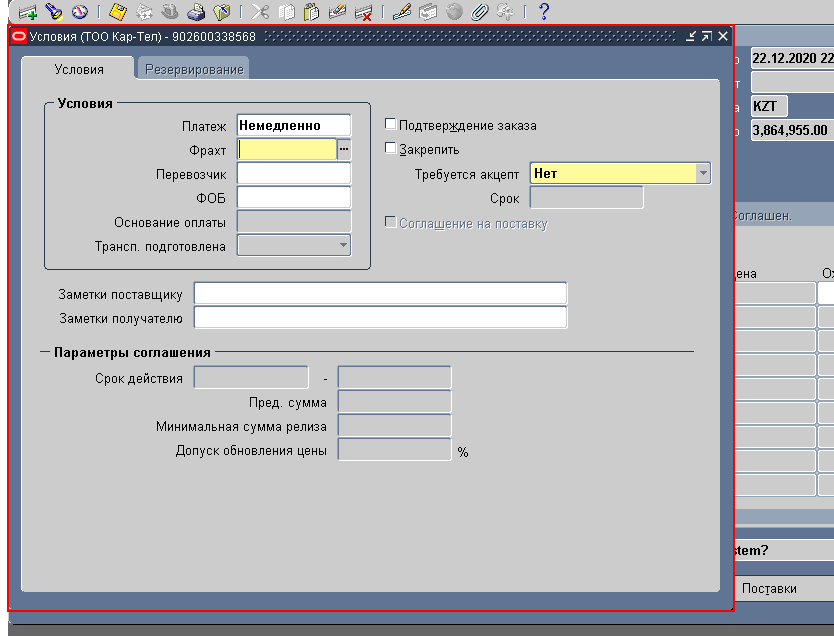 Условия (ТОО Кар-Тел) - 902600338568
22.12.2020 22
Условия
Резервирование
Условия
KZT
Платеж Немедленно
Подтверждение заказа
3,864,955.00
Фрахт
Закрепить
Перевозчик
Требуется акцепт Нет
ФОБ
Срок
Основание оплаты
Соглашение на поставку
Соглашен.
Трансп. подготовлена
Заметки поставщику
Заметки получателю
Параметры соглашения
Срок действия -
Пред. сумма
Минимальная сумма релиза
Допуск обновления цены %
stem?
Поставки